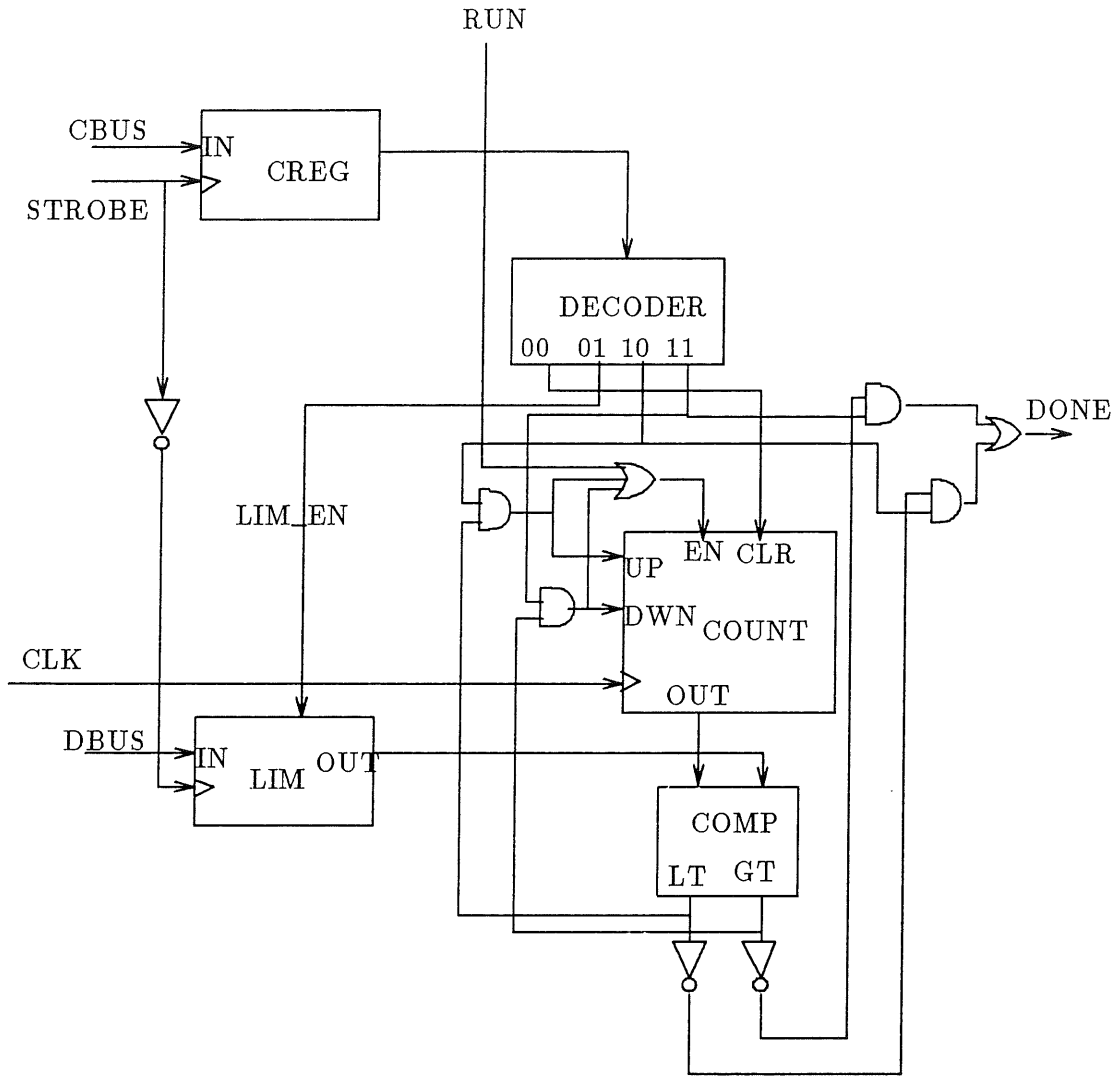 RUN
CBUS
IN
CREG
STROBE
DECODER
00 01 10 11
DONE
LIM_EN
EN CLR
UP
DWN
COUNT
CLK
OUT
DBUS
IN
OUT
LIM
COMP
LT GT